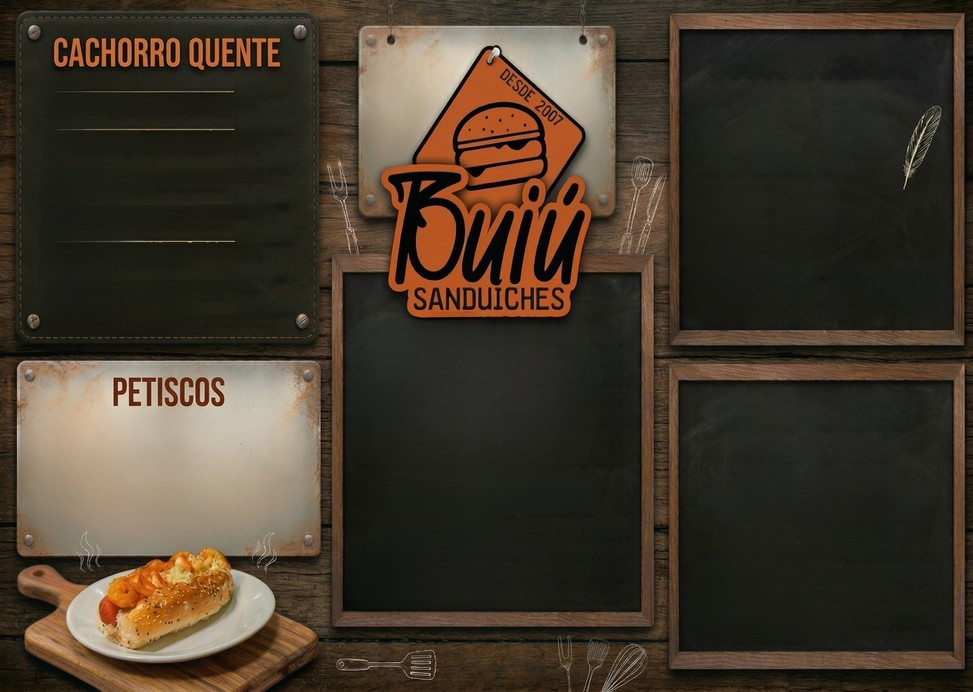 CACHORRO QUENTE
DESDE 2007
Buiú
SANDUICHES
PETISCOS